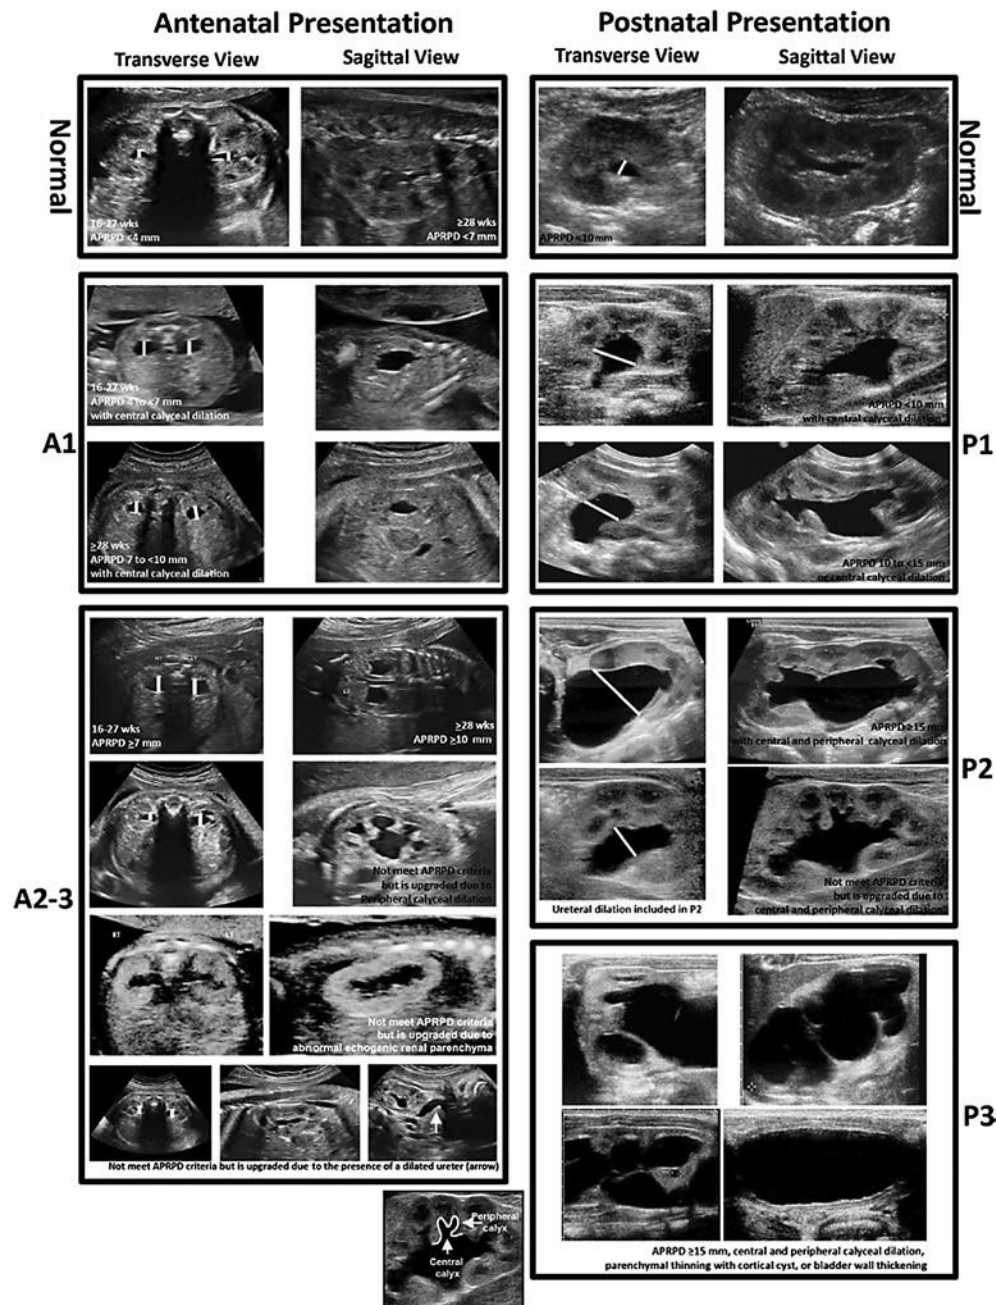 Antenatal Presentation
Transverse View
Sagittal View
Normal
16-27 wks
APRPD <4 mm
≥28 wks
APRPD <7 mm
A1
16-27 wks
APRPD 4 to <7 mm
with central calyceal dilation
≥28 wks
APRPD 7 to <10 mm
with central calyceal dilation
A2-3
16-27 wks
APRPD ≥7 mm
≥28 wks
APRPD ≥10 mm
Not meet APRPD criteria
but is upgraded due to
Peripheral calyceal dilation
RT
Not meet APRPD criteria
but is upgraded due to
abnormal echogenic renal parenchyma
Not meet APRPD criteria but is upgraded due to the presence of a dilated ureter (arrow)
Peripheral
calyx
Central
calyx
Postnatal Presentation
Transverse View
Sagittal View
Normal
APRPD <10 mm
P1
APRPD <10 mm
with central calyceal dilation
APRPD 10 to <15 mm
or central calyceal dilation
P2
APRPD ≥15 mm
with central and peripheral calyceal dilation
Ureteral dilation included in P2
Not meet APRPD criteria
but is upgraded due to
central and peripheral calyceal dilation
P3
APRPD ≥15 mm, central and peripheral calyceal dilation,
parenchymal thinning with cortical cyst, or bladder wall thickening